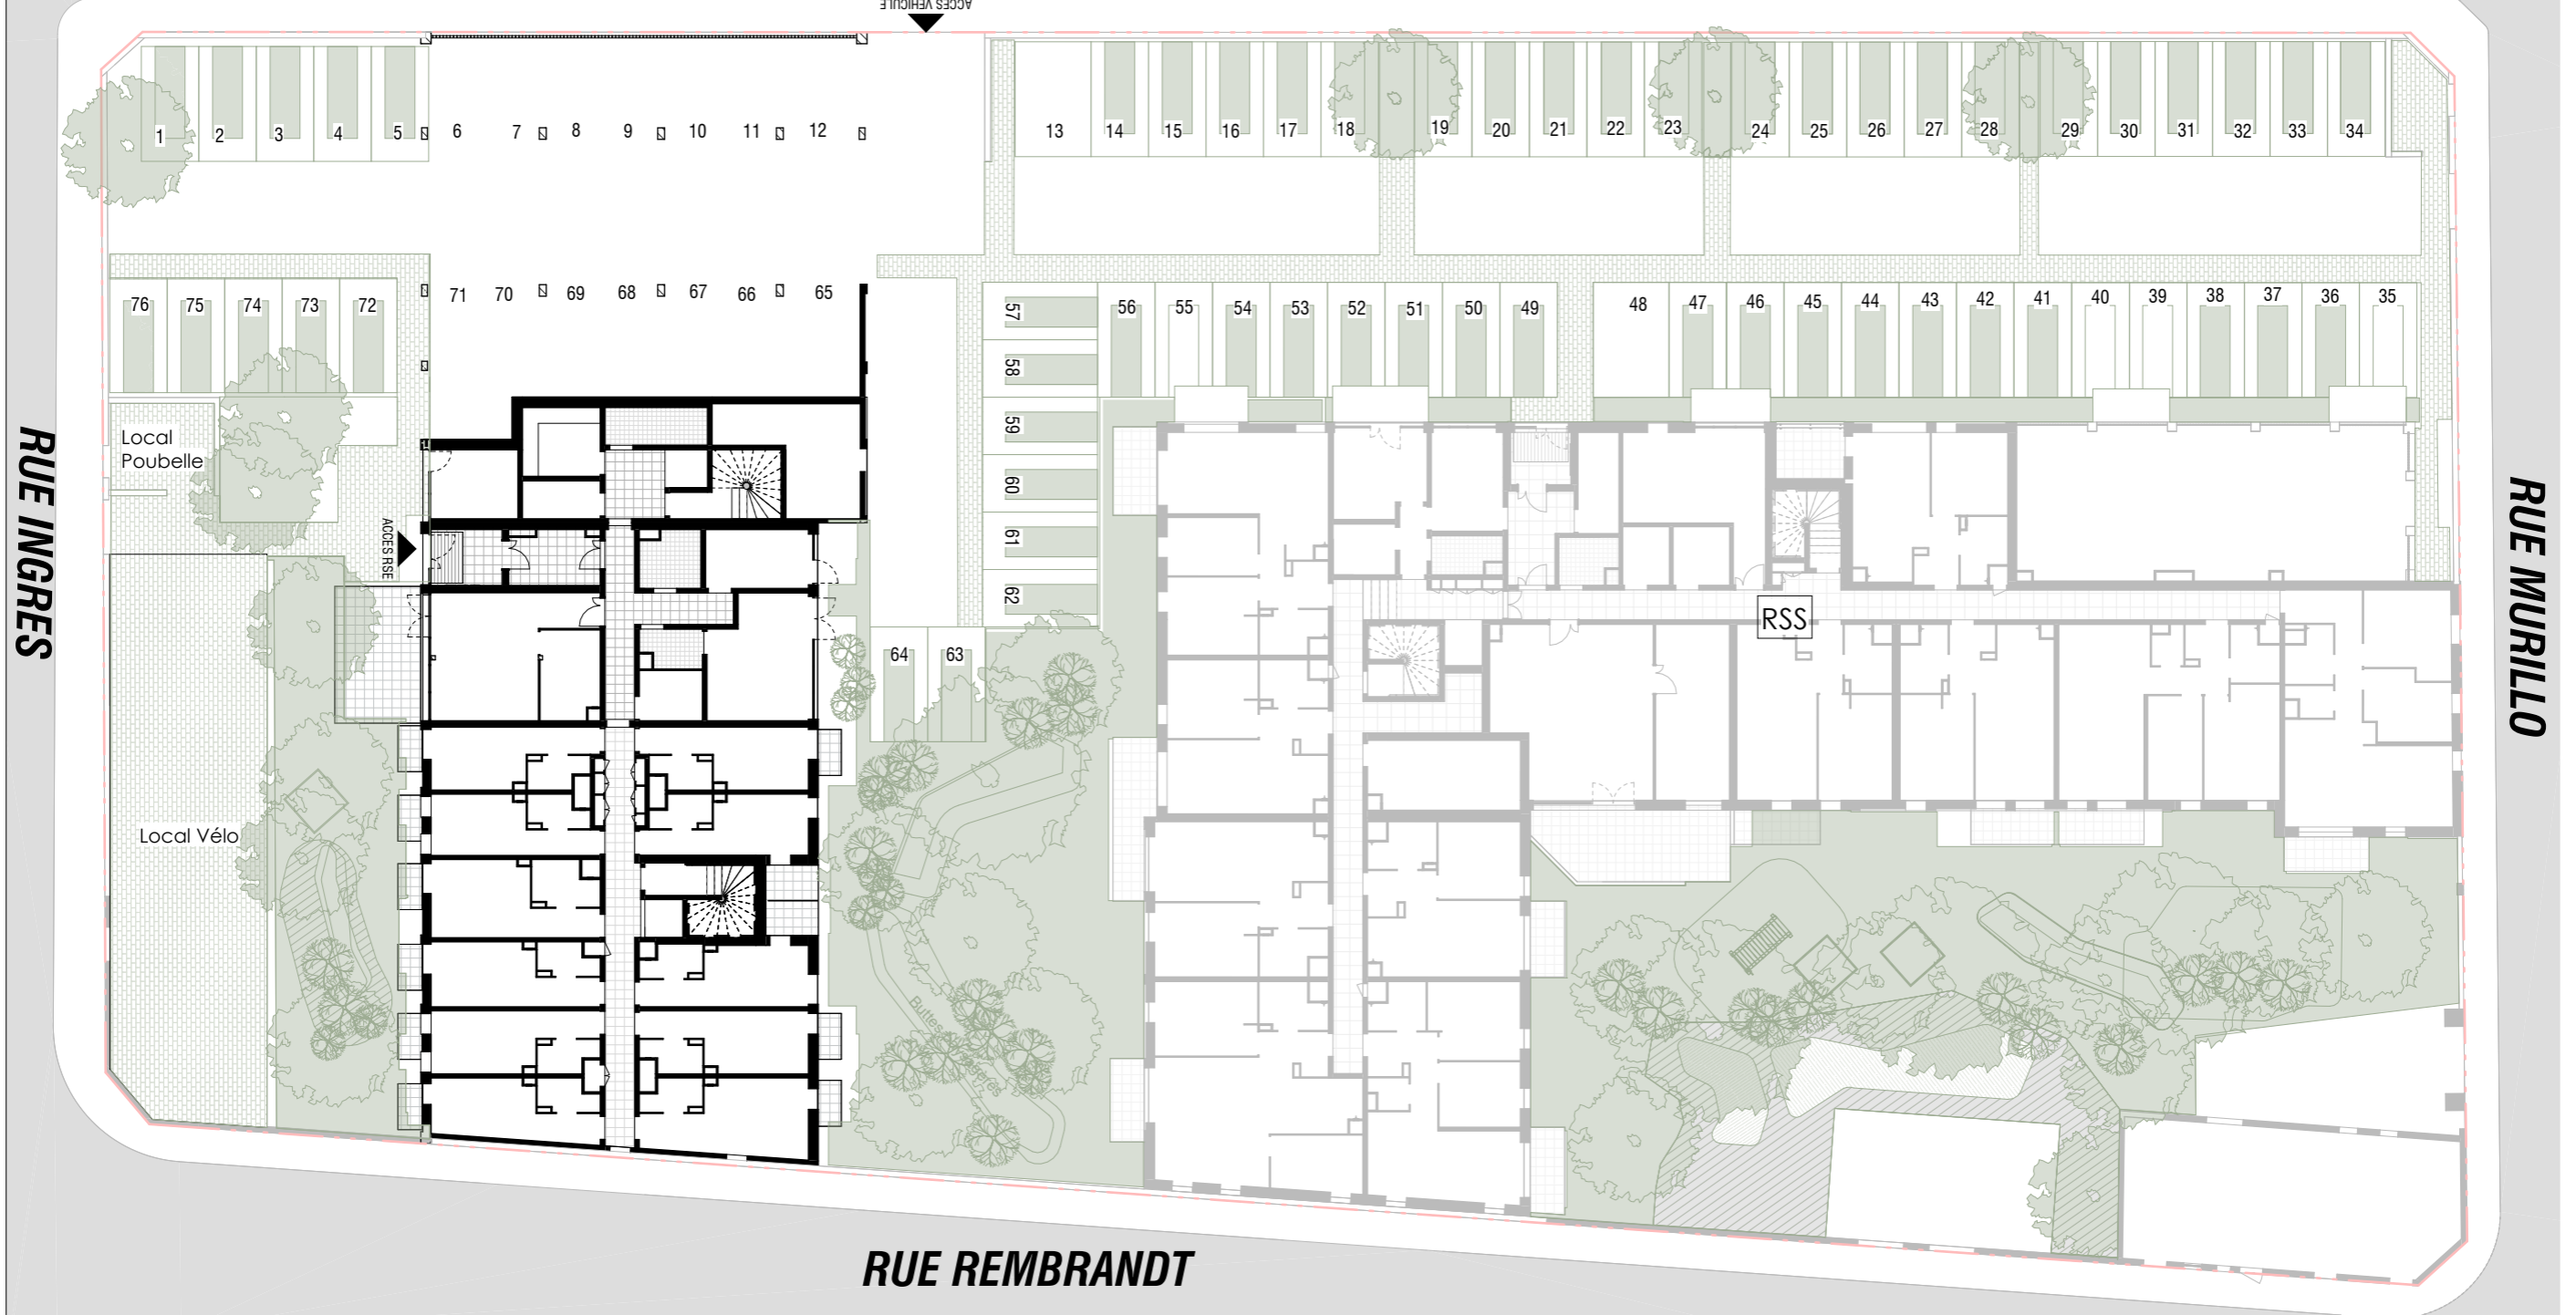 ACCES VEHICULE
1 2 3 4 5 6 7 8 9 10 11 12 13 14 15 16 17 18 19 20 21 22 23 24 25 26 27 28 29 30 31 32 33 34
76 75 74 73 72 71 70 69 68 67 66 65 57 56 55 54 53 52 51 50 49 48 47 46 45 44 43 42 41 40 39 38 37 36 35
58
59
60
61
62
64 63
Local
Poubelle
ACCES RSE
RSS
Local Vélo
RUE INGRES
RUE MURILLO
RUE REMBRANDT